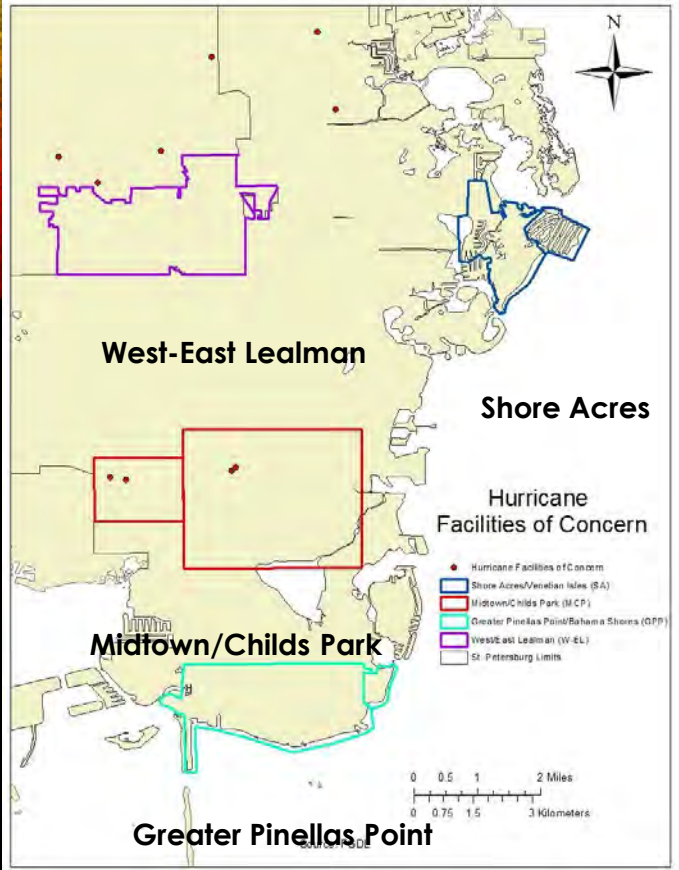 N
West-East Lealman
Shore Acres
Hurricane
Facilities of Concern
Hurricane Facilities of Concern
Shore Acres/Venetian Isles (SA)
Midtown/Childs Park (MCP)
Greater Pinellas Point/Bahama Shores (GPP)
West/East Lealman (W-EL)
St. Petersburg Limits
Midtown/Childs Park
0 0.5 1 2 Miles
0 0.75 1.5 3 Kilometers
Greater Pinellas Point